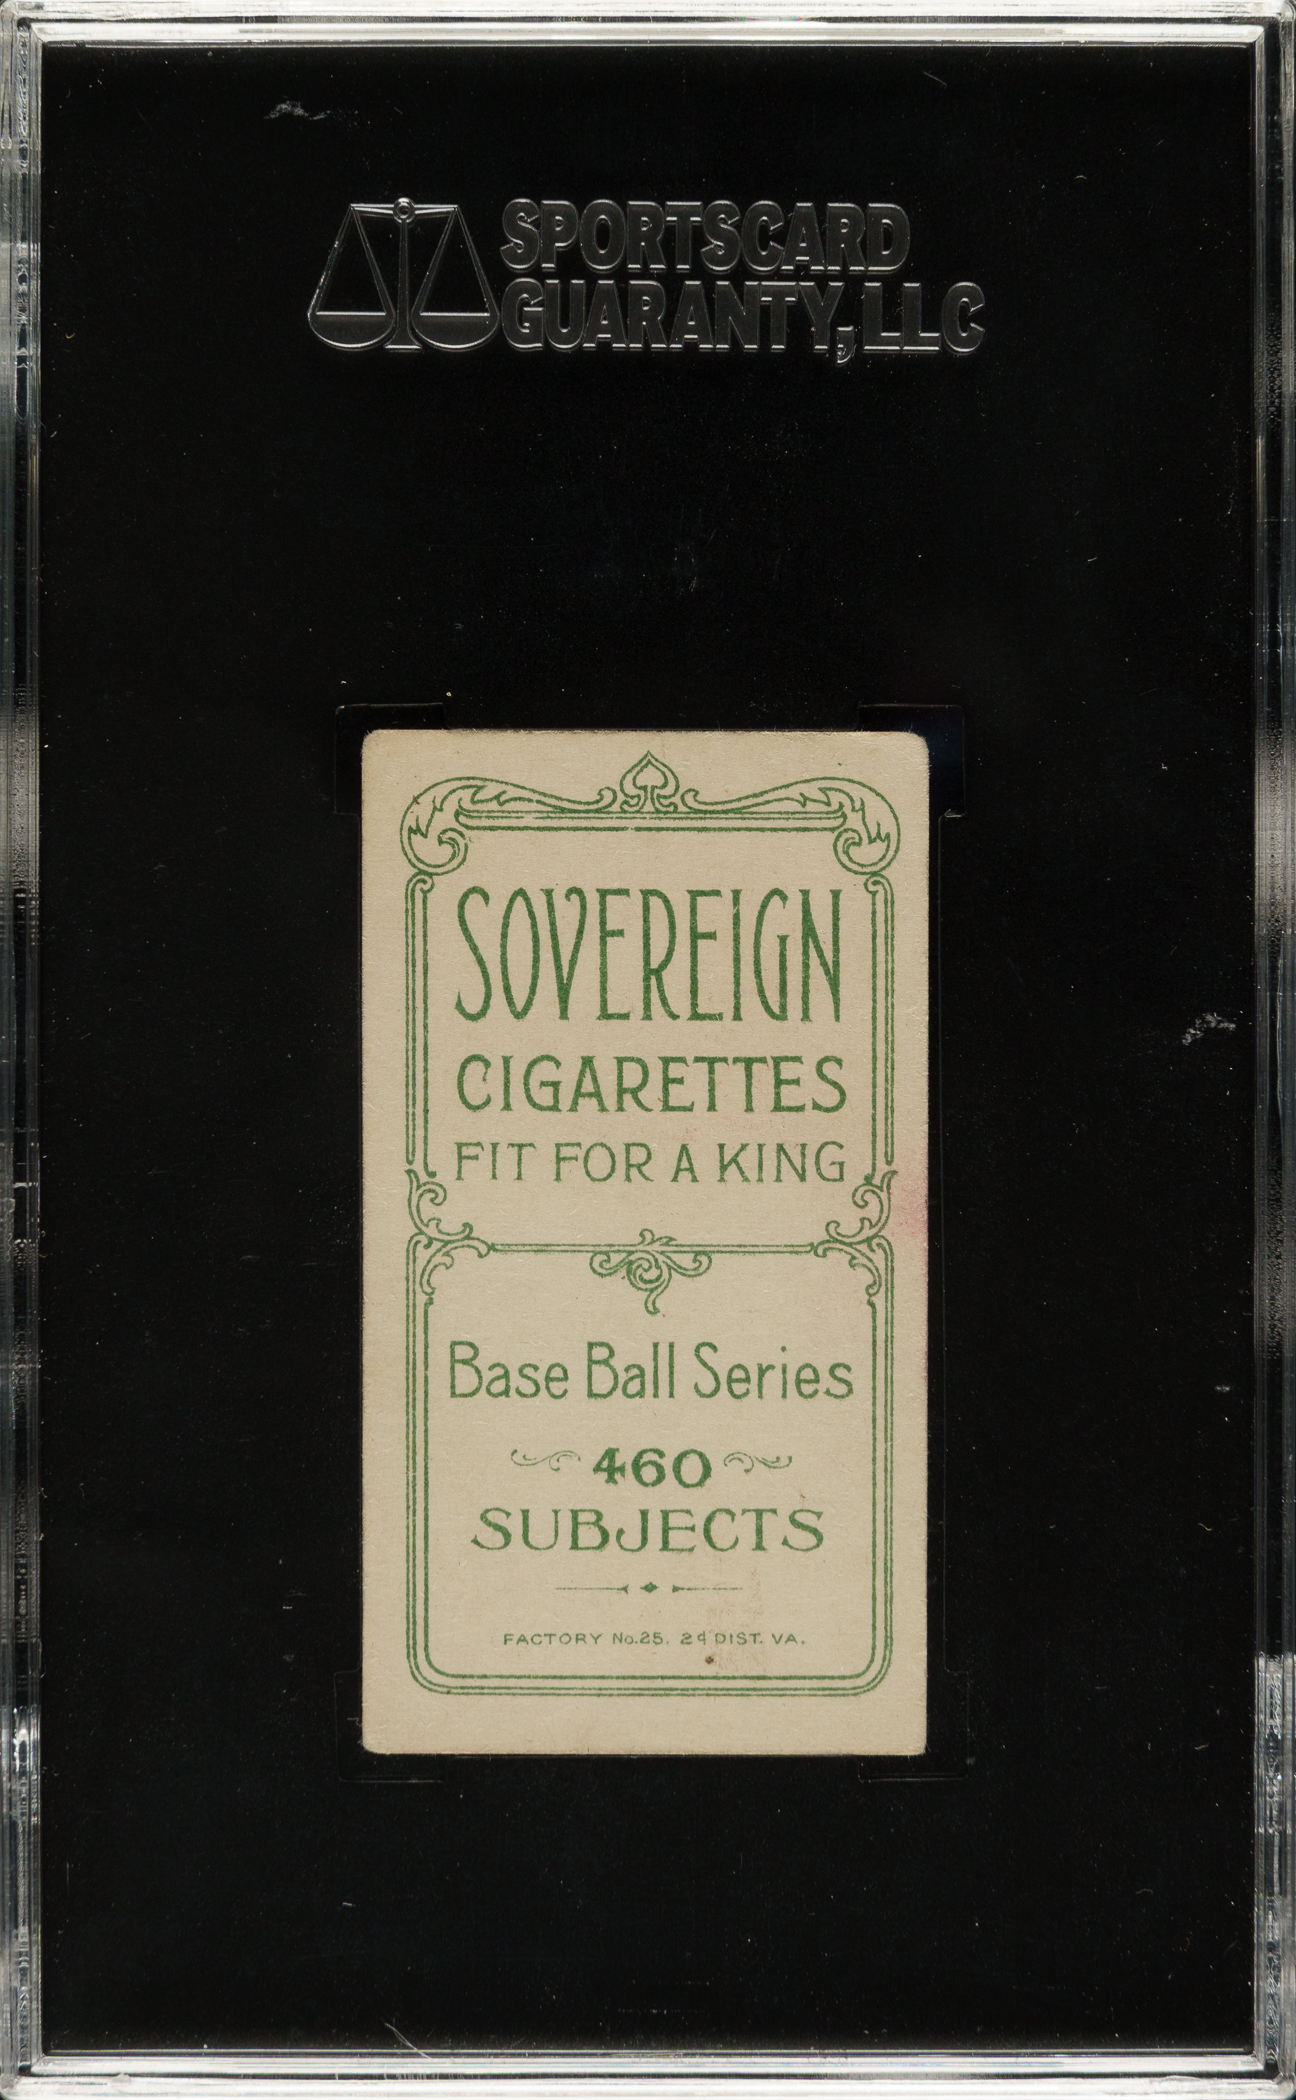 SPORTSCARD
GUARANTY, LLC
SOVEREIGN
CIGARETTES
FIT FOR A KING
Base Ball Series
460
SUBJECTS
FACTORY No.25. 2d DIST. VA.